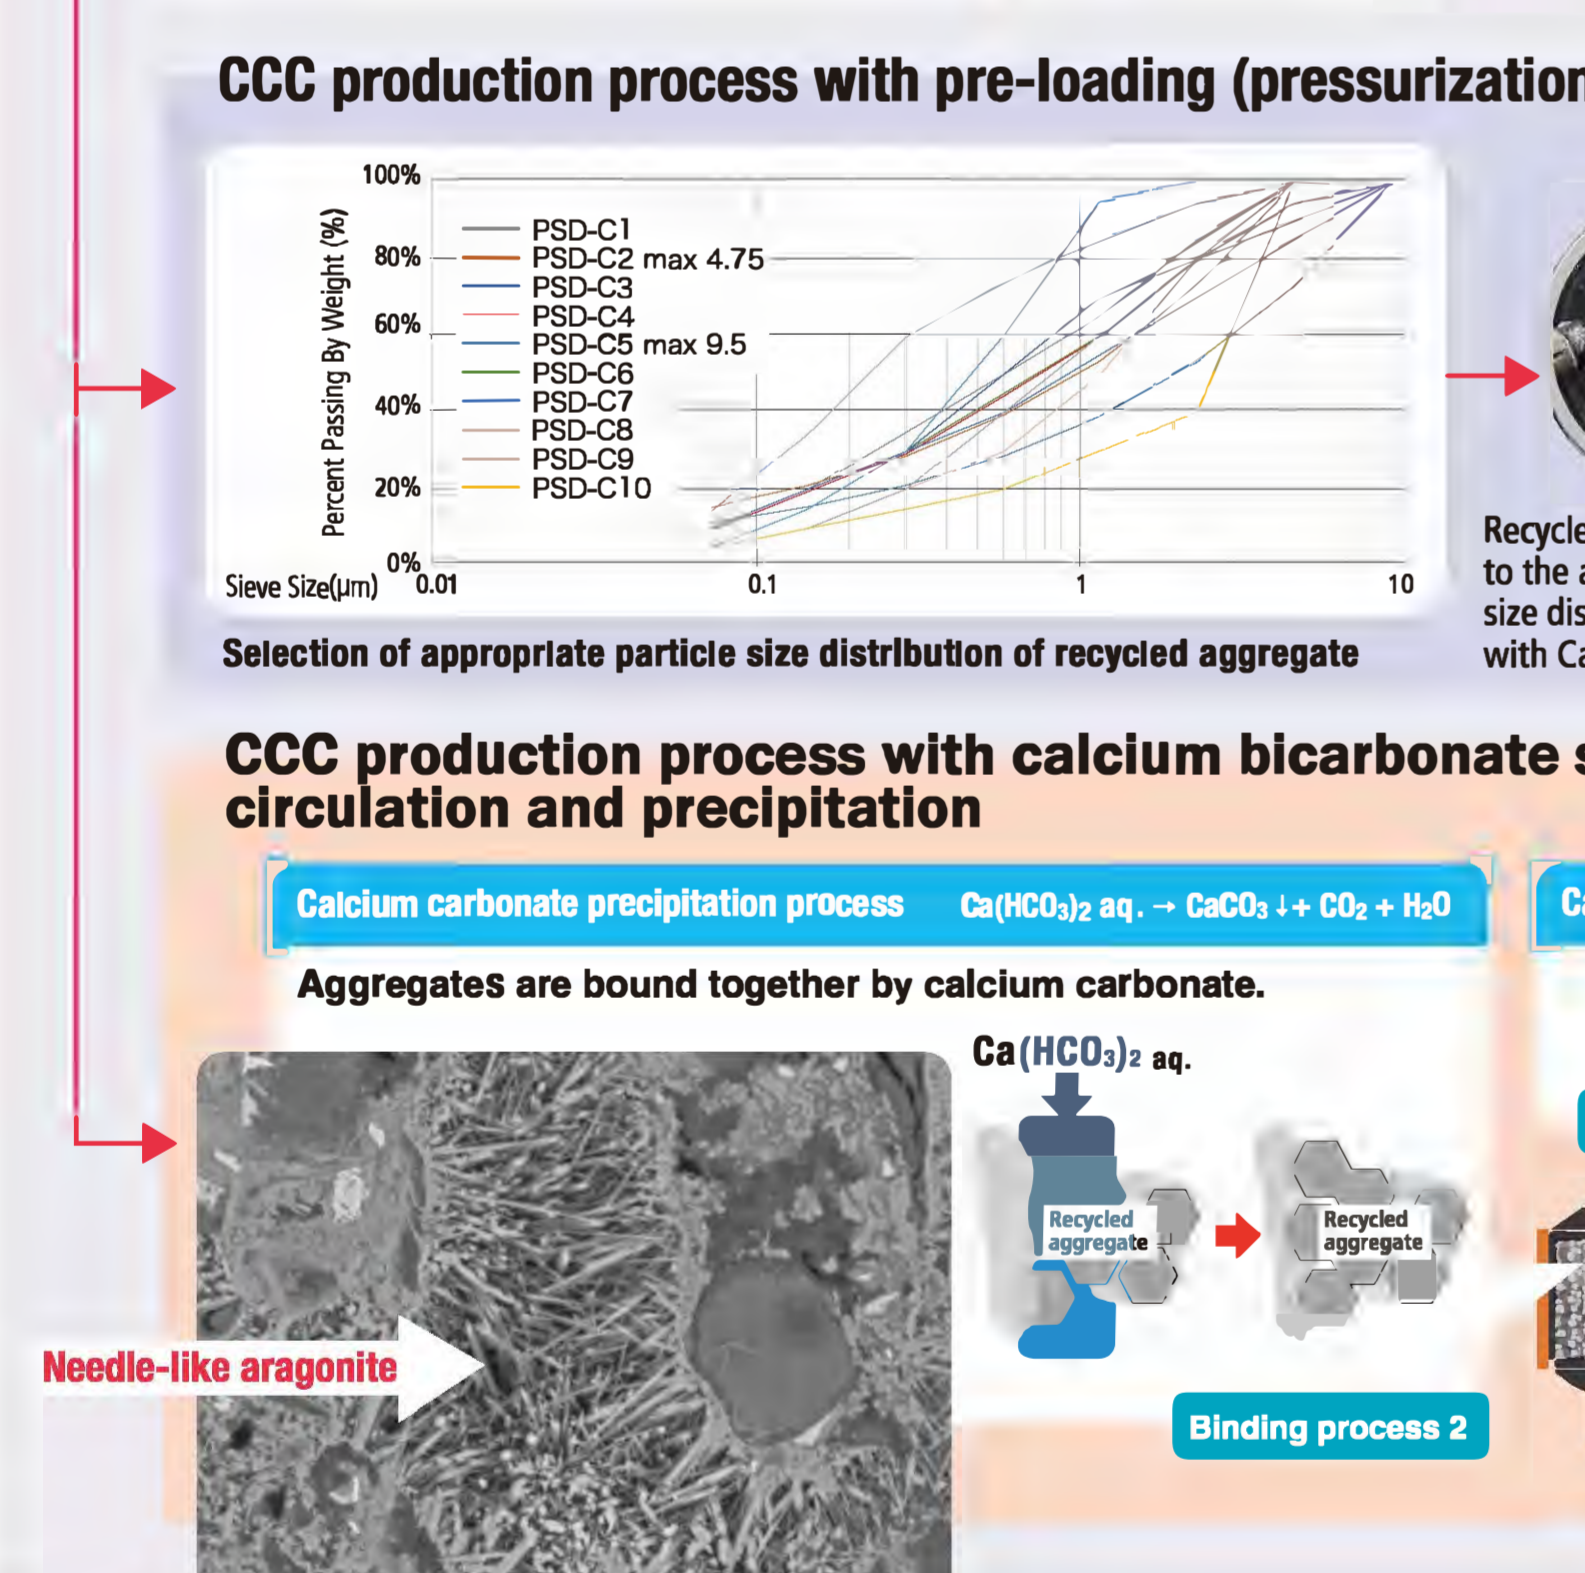 CCC production process with pre-loading (pressurization
100%
80%
60%
40%
20%
0%
Percent Passing By Weight (%)
PSD-C1
PSD-C2 max 4.75
PSD-C3
PSD-C4
PSD-C5 max 9.5
PSD-C6
PSD-C7
PSD-C8
PSD-C9
PSD-C10
Sieve Size(μm) 0.01 0.1 1 10
Selection of appropriate particle size distribution of recycled aggregate
Recycle
to the a
size dis
with Ca
CCC production process with calcium bicarbonate s
circulation and precipitation
Calcium carbonate precipitation process Ca(HCO₃)₂ aq. → CaCO₃ ↓+ CO₂ + H₂O
Ca
Aggregates are bound together by calcium carbonate.
Ca(HCO₃)₂ aq.
Recycled
aggregate
Recycled
aggregate
Needle-like aragonite
Binding process 2